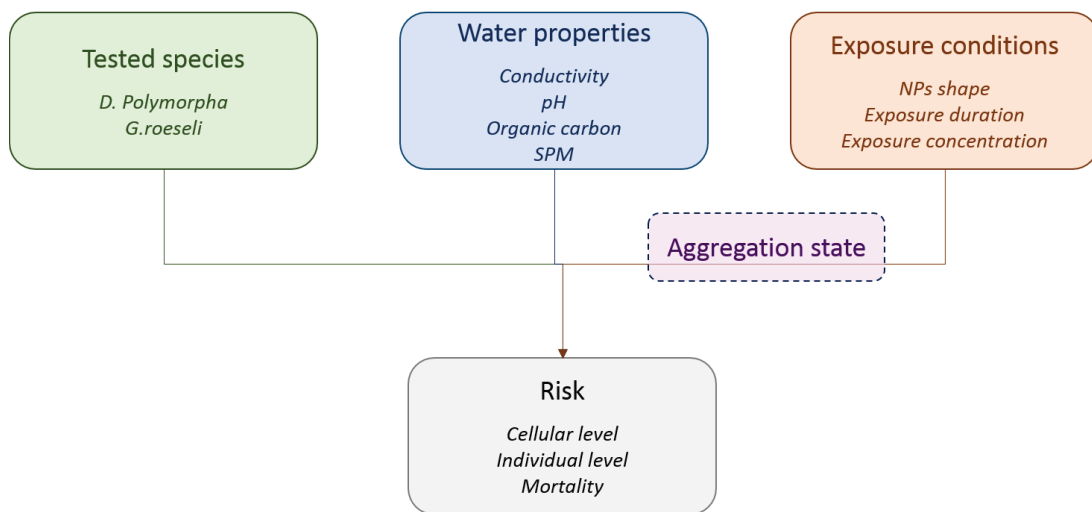 Tested species
D. Polymorpha
G.roeseli
Water properties
Conductivity
pH
Organic carbon
SPM
Exposure conditions
NPs shape
Exposure duration
Exposure concentration
Aggregation state
Risk
Cellular level
Individual level
Mortality